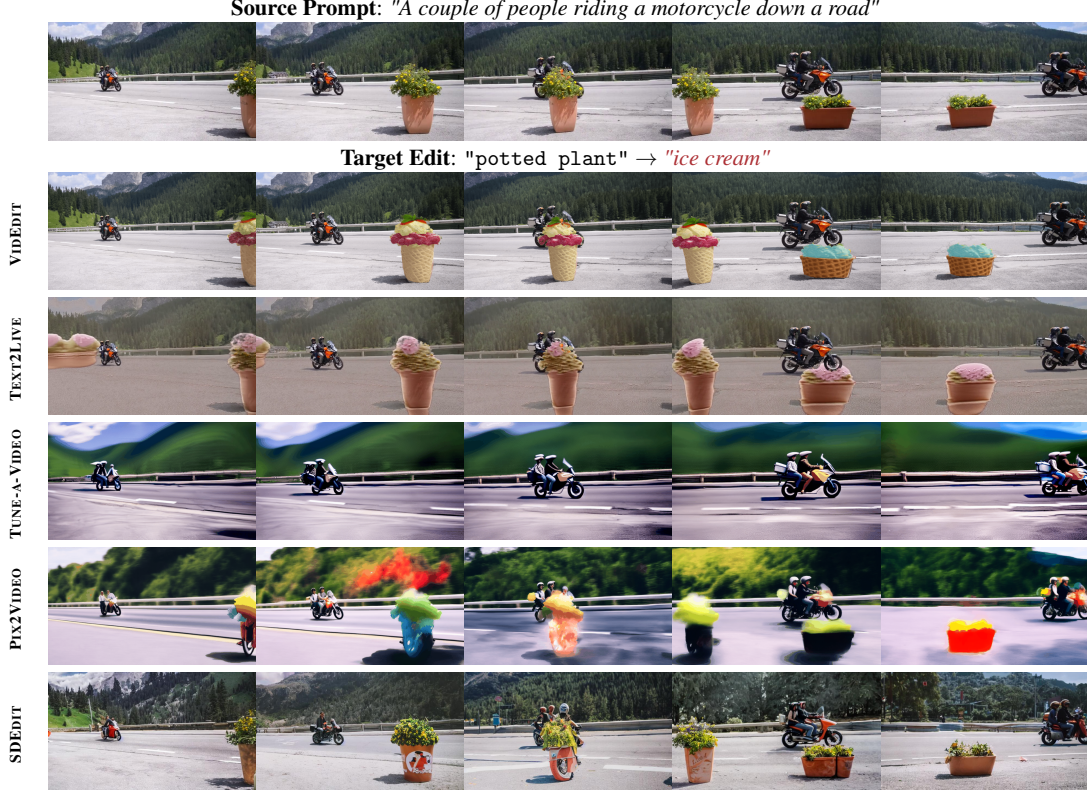 Source Prompt: "A couple of people riding a motorcycle down a road"
Target Edit: "potted plant" → "ice cream"
VIDEDIT
TEXT2LIVE
TUNE-A-VIDEO
PIX2VIDEO
SDEDIT